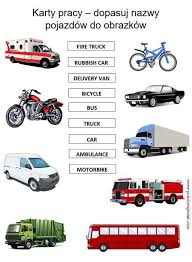 Karty pracy – dopasuj nazwy
pojazdów do obrazków
FIRE TRUCK
RUBBISH CAR
DELIVERY VAN
BICYCLE
BUS
TRUCK
CAR
AMBULANCE
MOTORBIKE